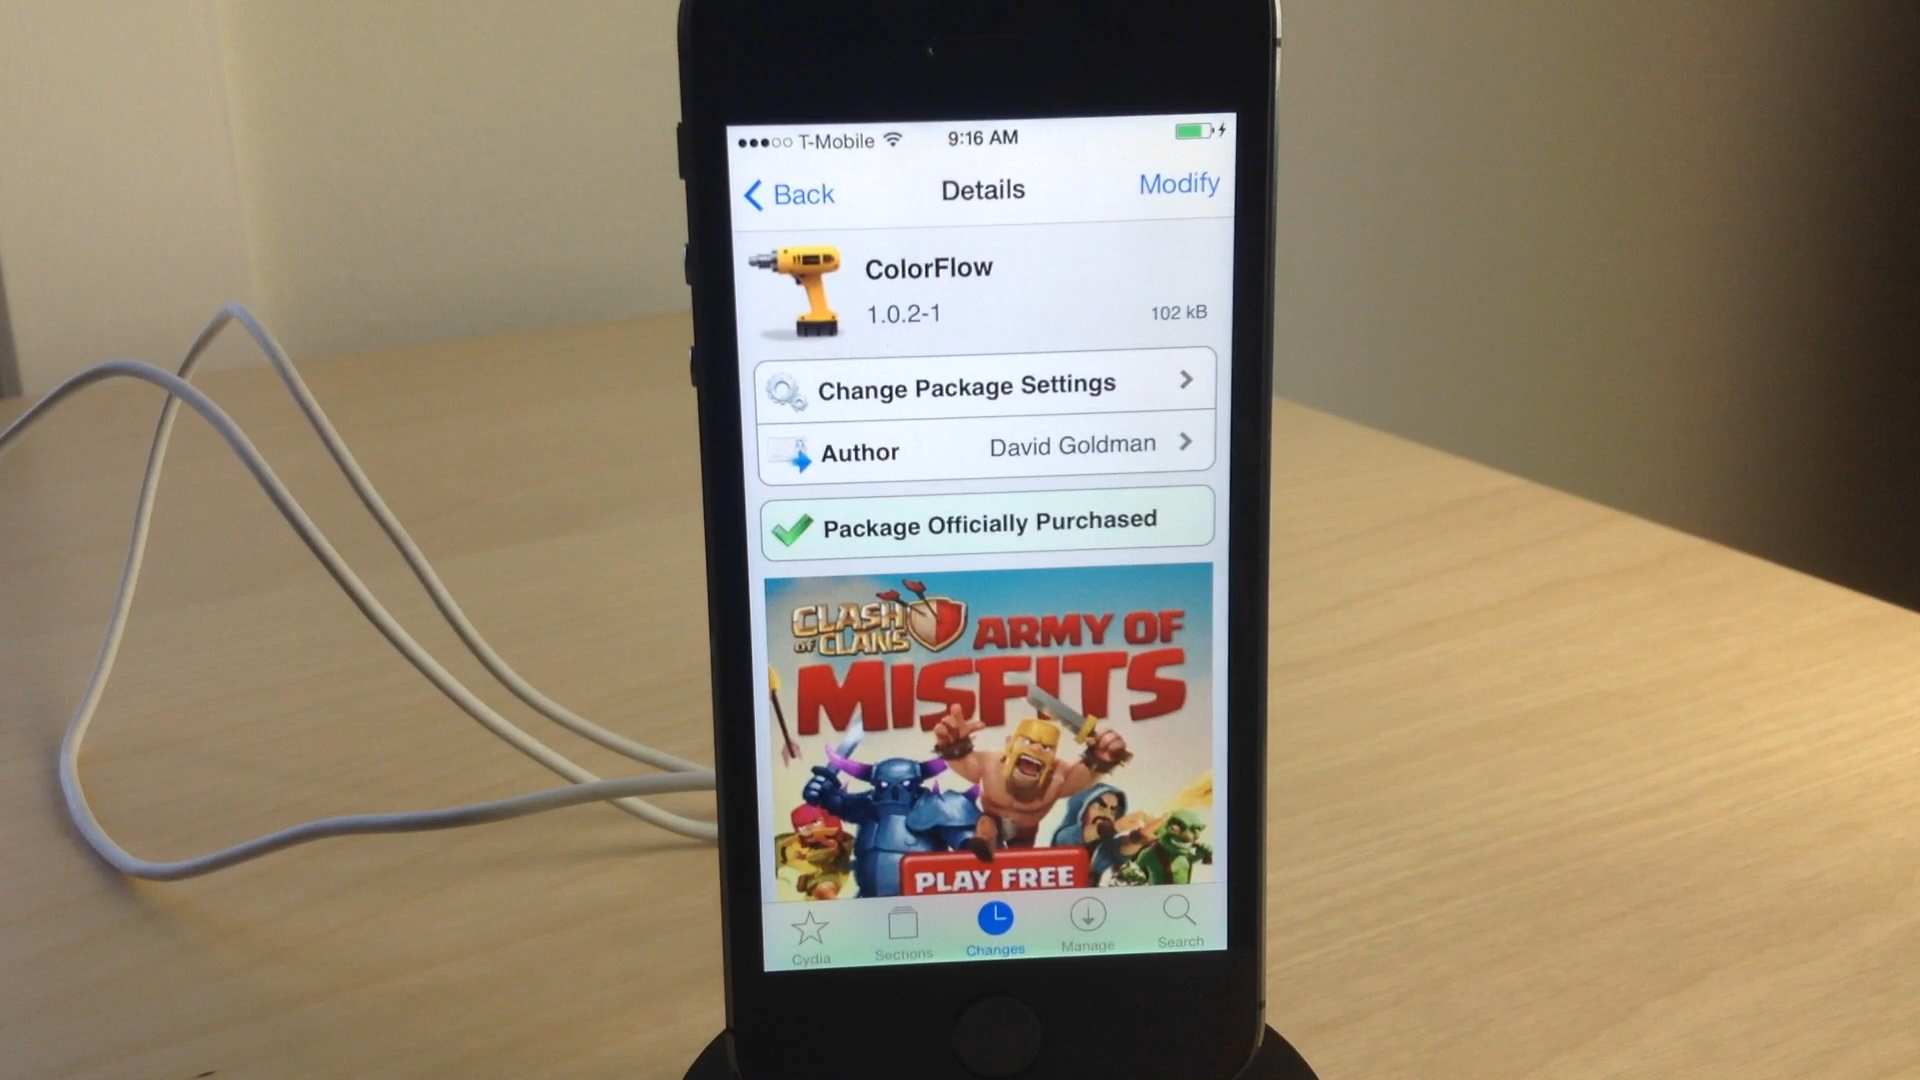 T-Mobile 9:16 AM
Back Details Modify
ColorFlow
1.0.2-1 102 kB
Change Package Settings
Author David Goldman
Package Officially Purchased
CLASH OF CLANS
ARMY OF
MISFITS
PLAY FREE
Cydia Sections Changes Manage Search